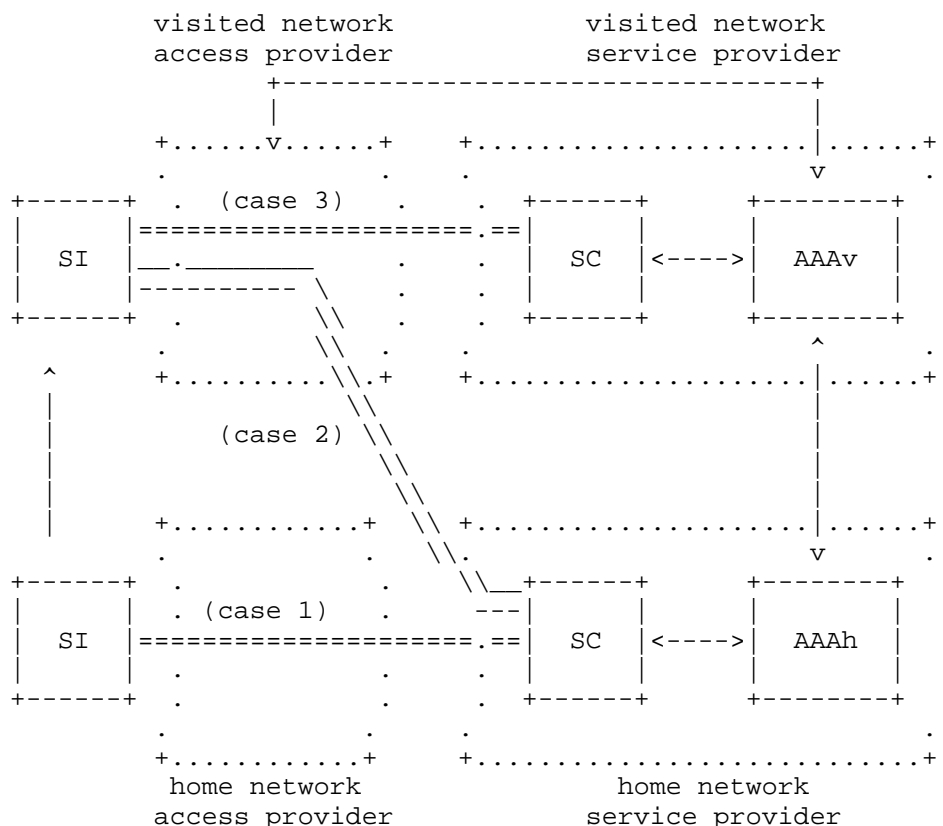 visited network visited network
access provider service provider
(case 3)
SI SC <----> AAAv
(case 2)
(case 1)
SI SC <----> AAAh
home network home network
access provider service provider